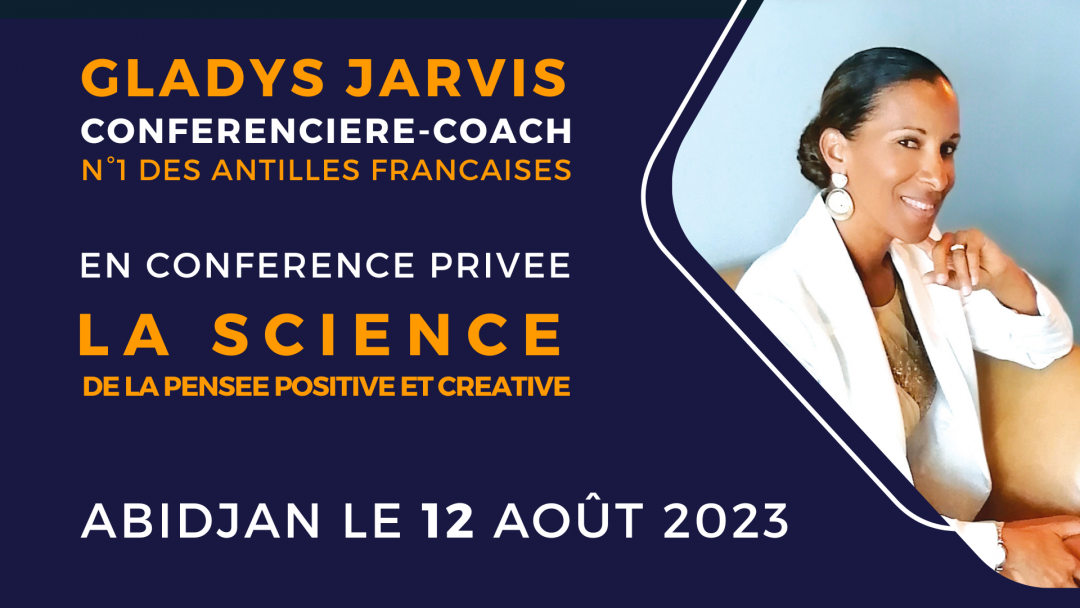 GLADYS JARVIS
CONFERENCIERE-COACH
N°1 DES ANTILLES FRANCAISES
EN CONFERENCE PRIVEE
LA SCIENCE
DE LA PENSEE POSITIVE ET CREATIVE
ABIDJAN LE 12 AOÛT 2023